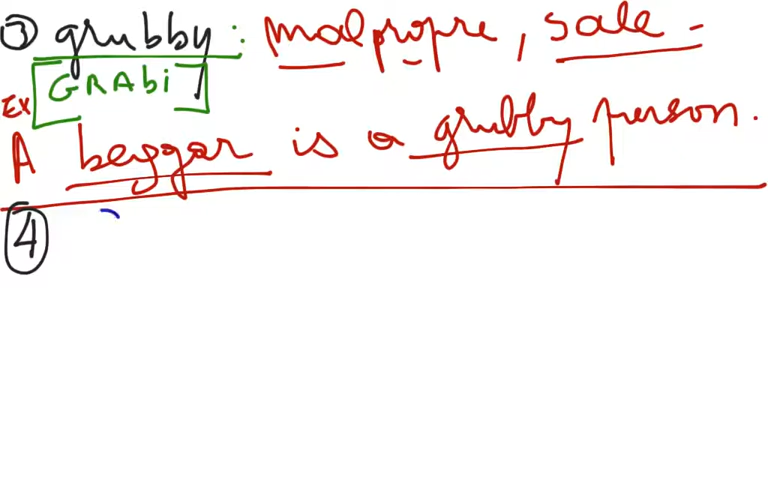 ③ grubby : malpropre, sale -
[GRAbi]
Ex
A beggar is a grubby person.
④